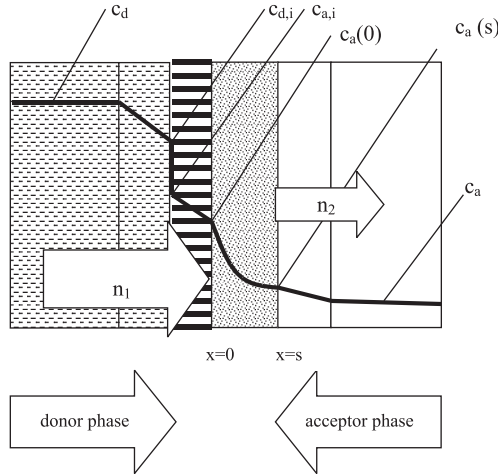 c_d
c_d,i
c_a,i
c_a(0)
c_a (s)
n_2
c_a
n_1
x=0
x=s
donor phase
acceptor phase